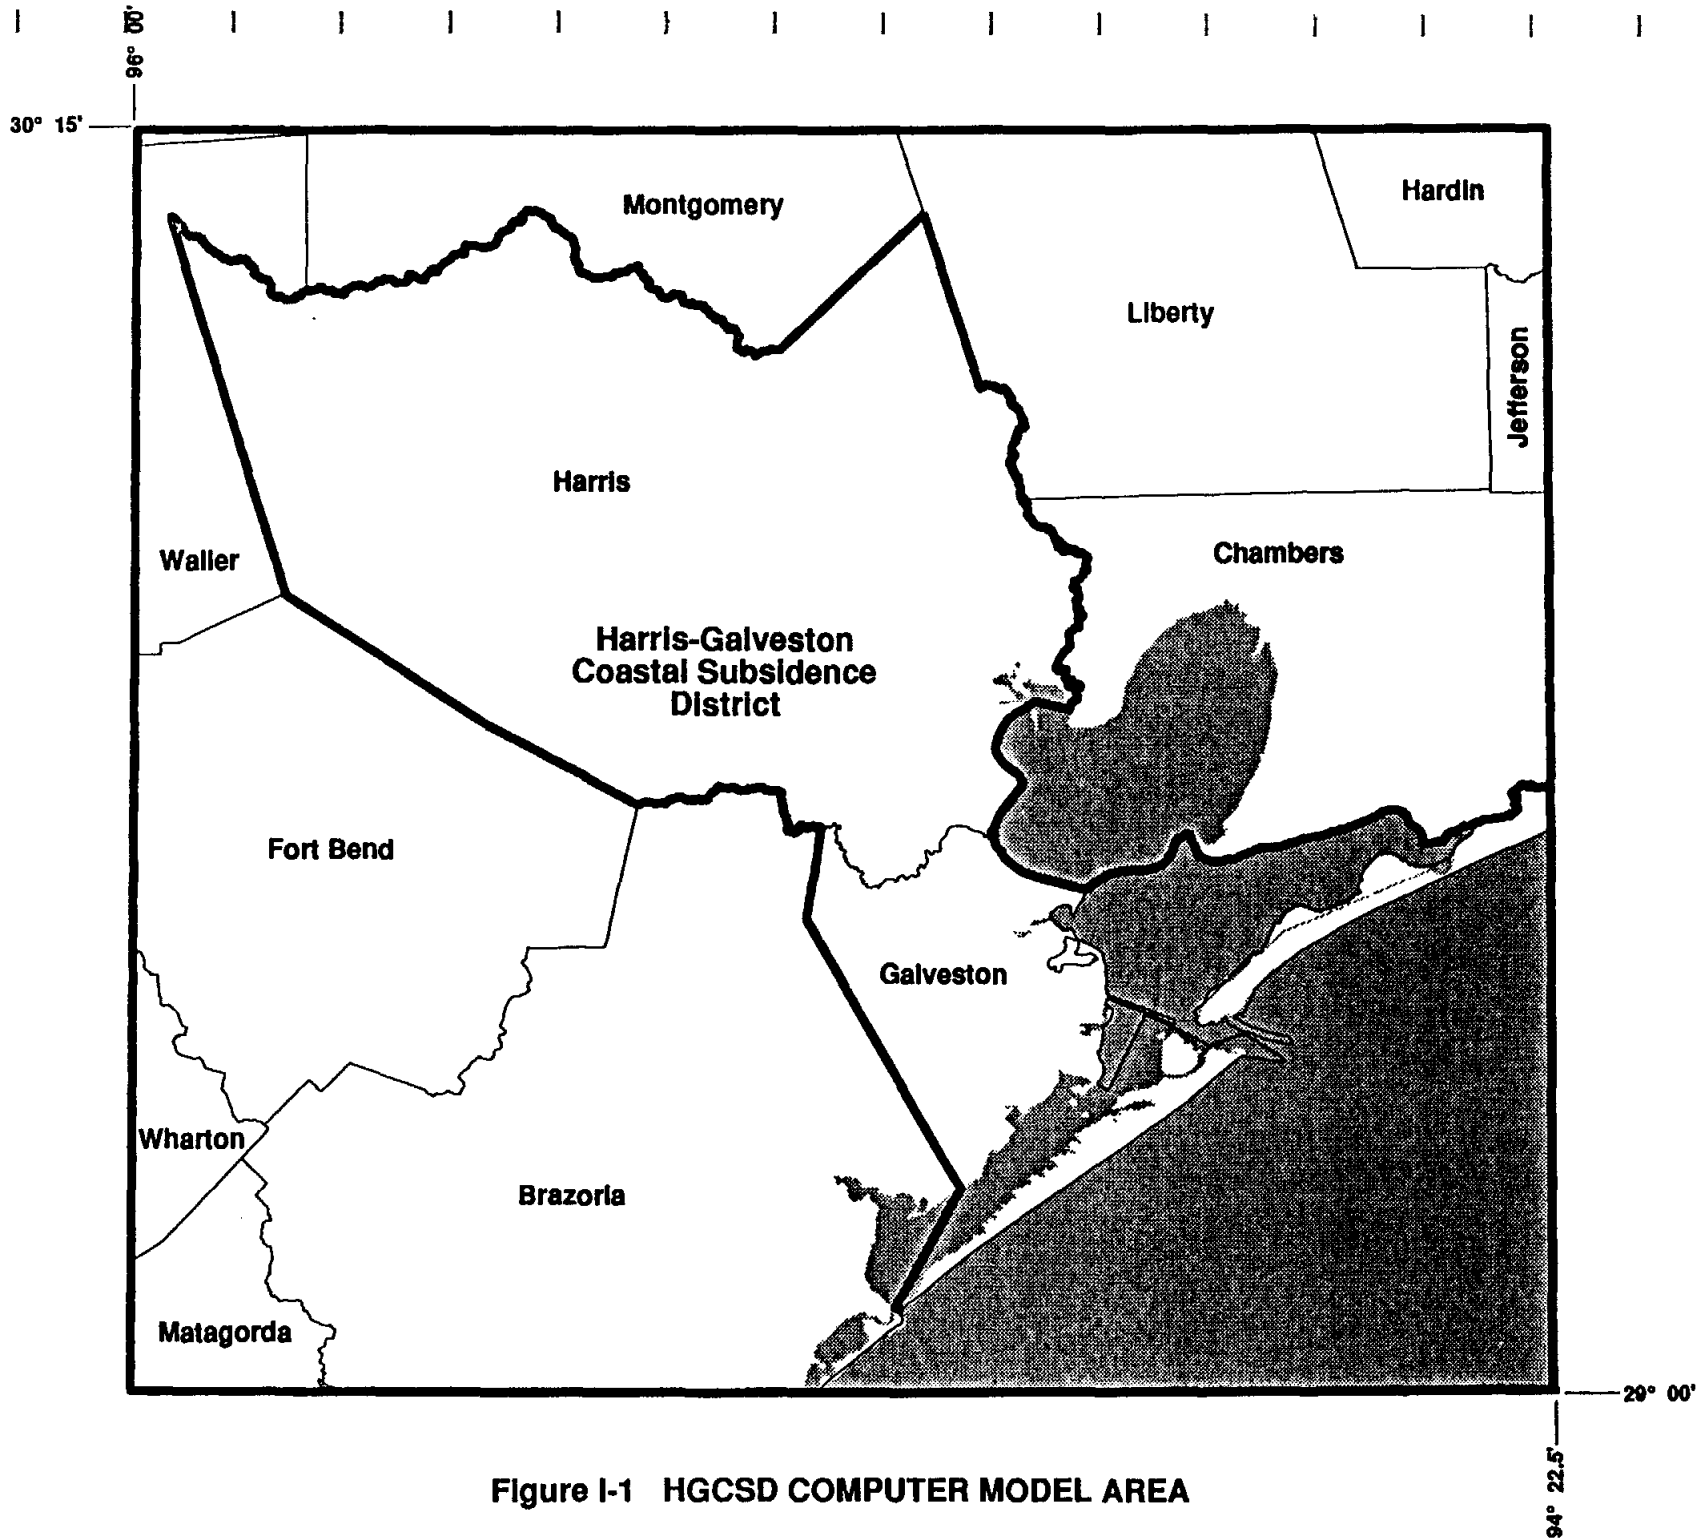 96° 00'
30° 15'
Montgomery
Hardin
Liberty
Jefferson
Harris
Waller
Chambers
Harris-Galveston
Coastal Subsidence
District
Fort Bend
Galveston
Wharton
Brazoria
Matagorda
29° 00'
94° 22.5'
Figure I-1 HGCSD COMPUTER MODEL AREA